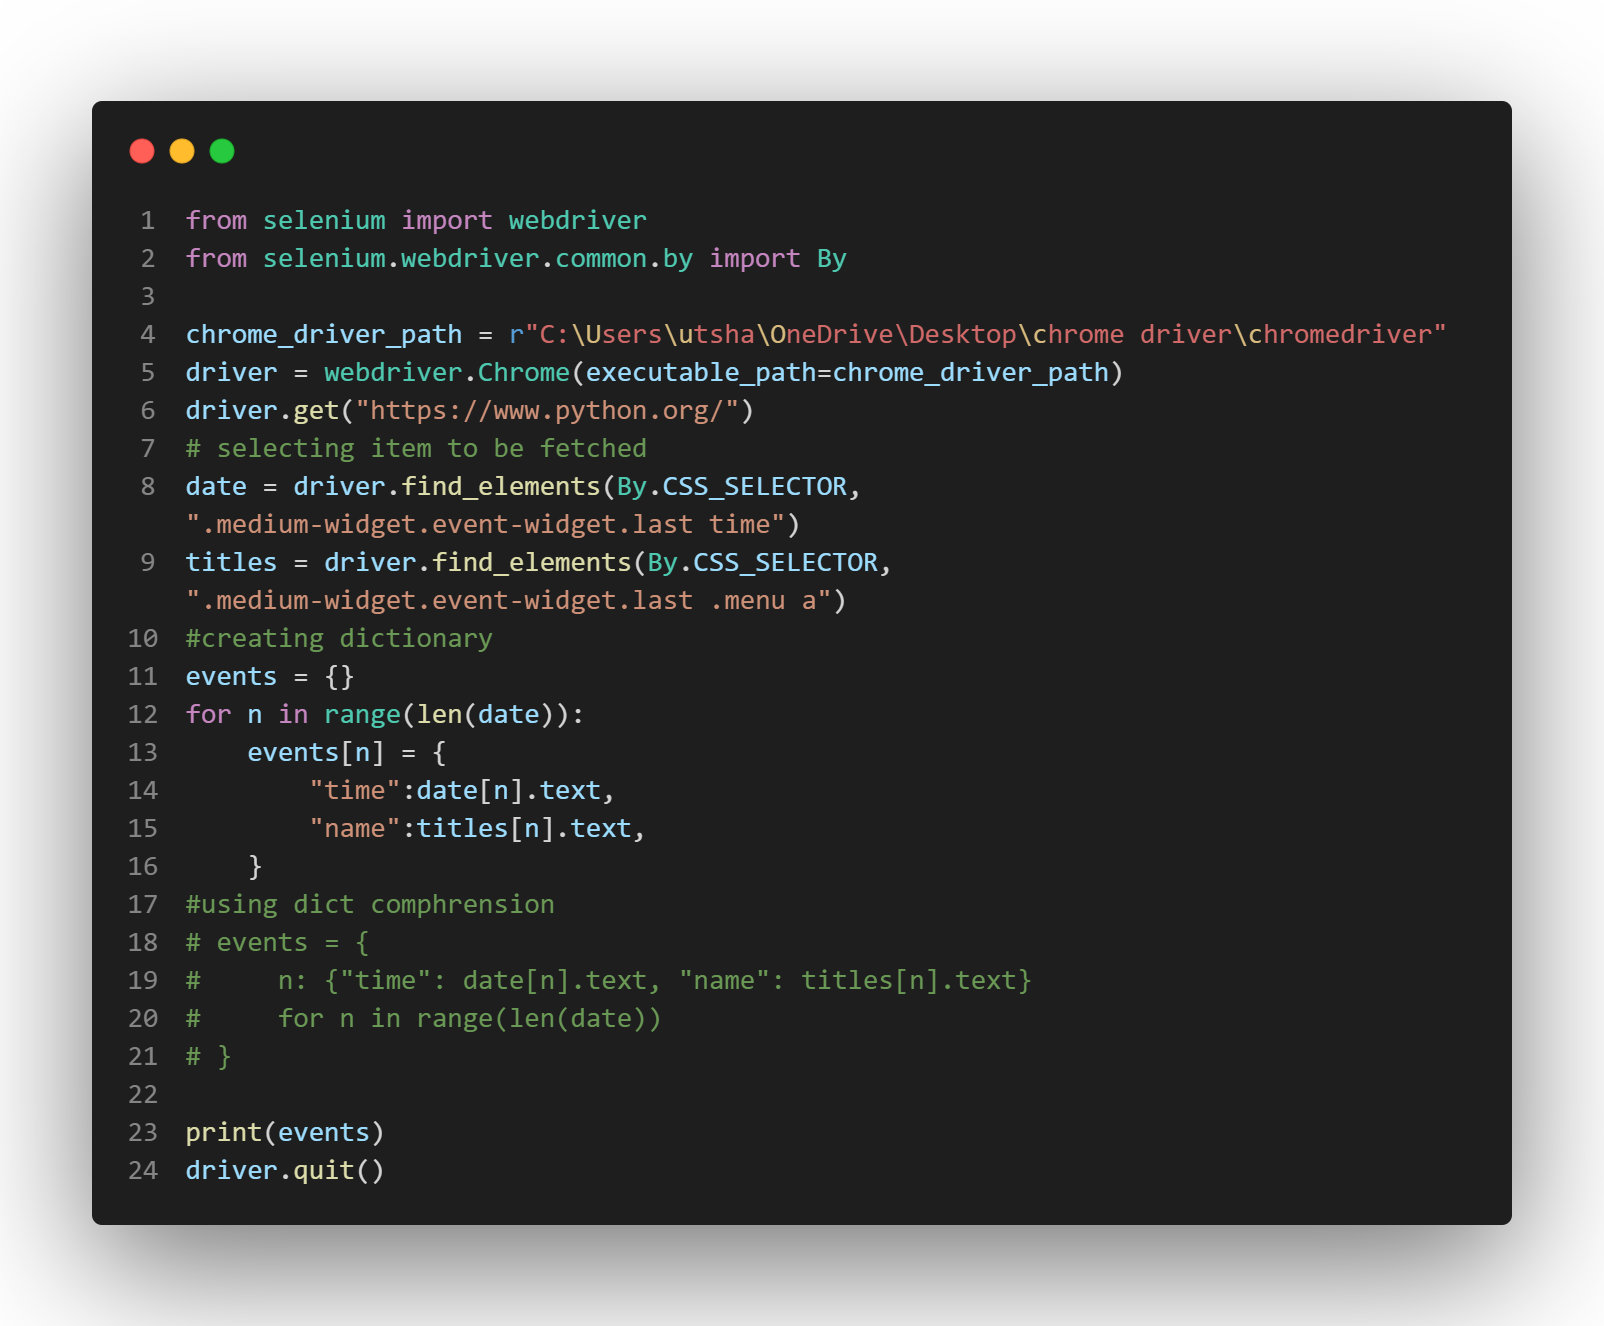 1 from selenium import webdriver
2 from selenium.webdriver.common.by import By
3
4 chrome_driver_path = r"C:\Users\utsha\OneDrive\Desktop\chrome driver\chromedriver"
5 driver = webdriver.Chrome(executable_path=chrome_driver_path)
6 driver.get("https://www.python.org/")
7 # selecting item to be fetched
8 date = driver.find_elements(By.CSS_SELECTOR,
".medium-widget.event-widget.last time")
9 titles = driver.find_elements(By.CSS_SELECTOR,
".medium-widget.event-widget.last .menu a")
10 #creating dictionary
11 events = {}
12 for n in range(len(date)):
13     events[n] = {
14         "time":date[n].text,
15         "name":titles[n].text,
16     }
17 #using dict comphrension
18 # events = {
19 #     n: {"time": date[n].text, "name": titles[n].text}
20 #     for n in range(len(date))
21 # }
22
23 print(events)
24 driver.quit()